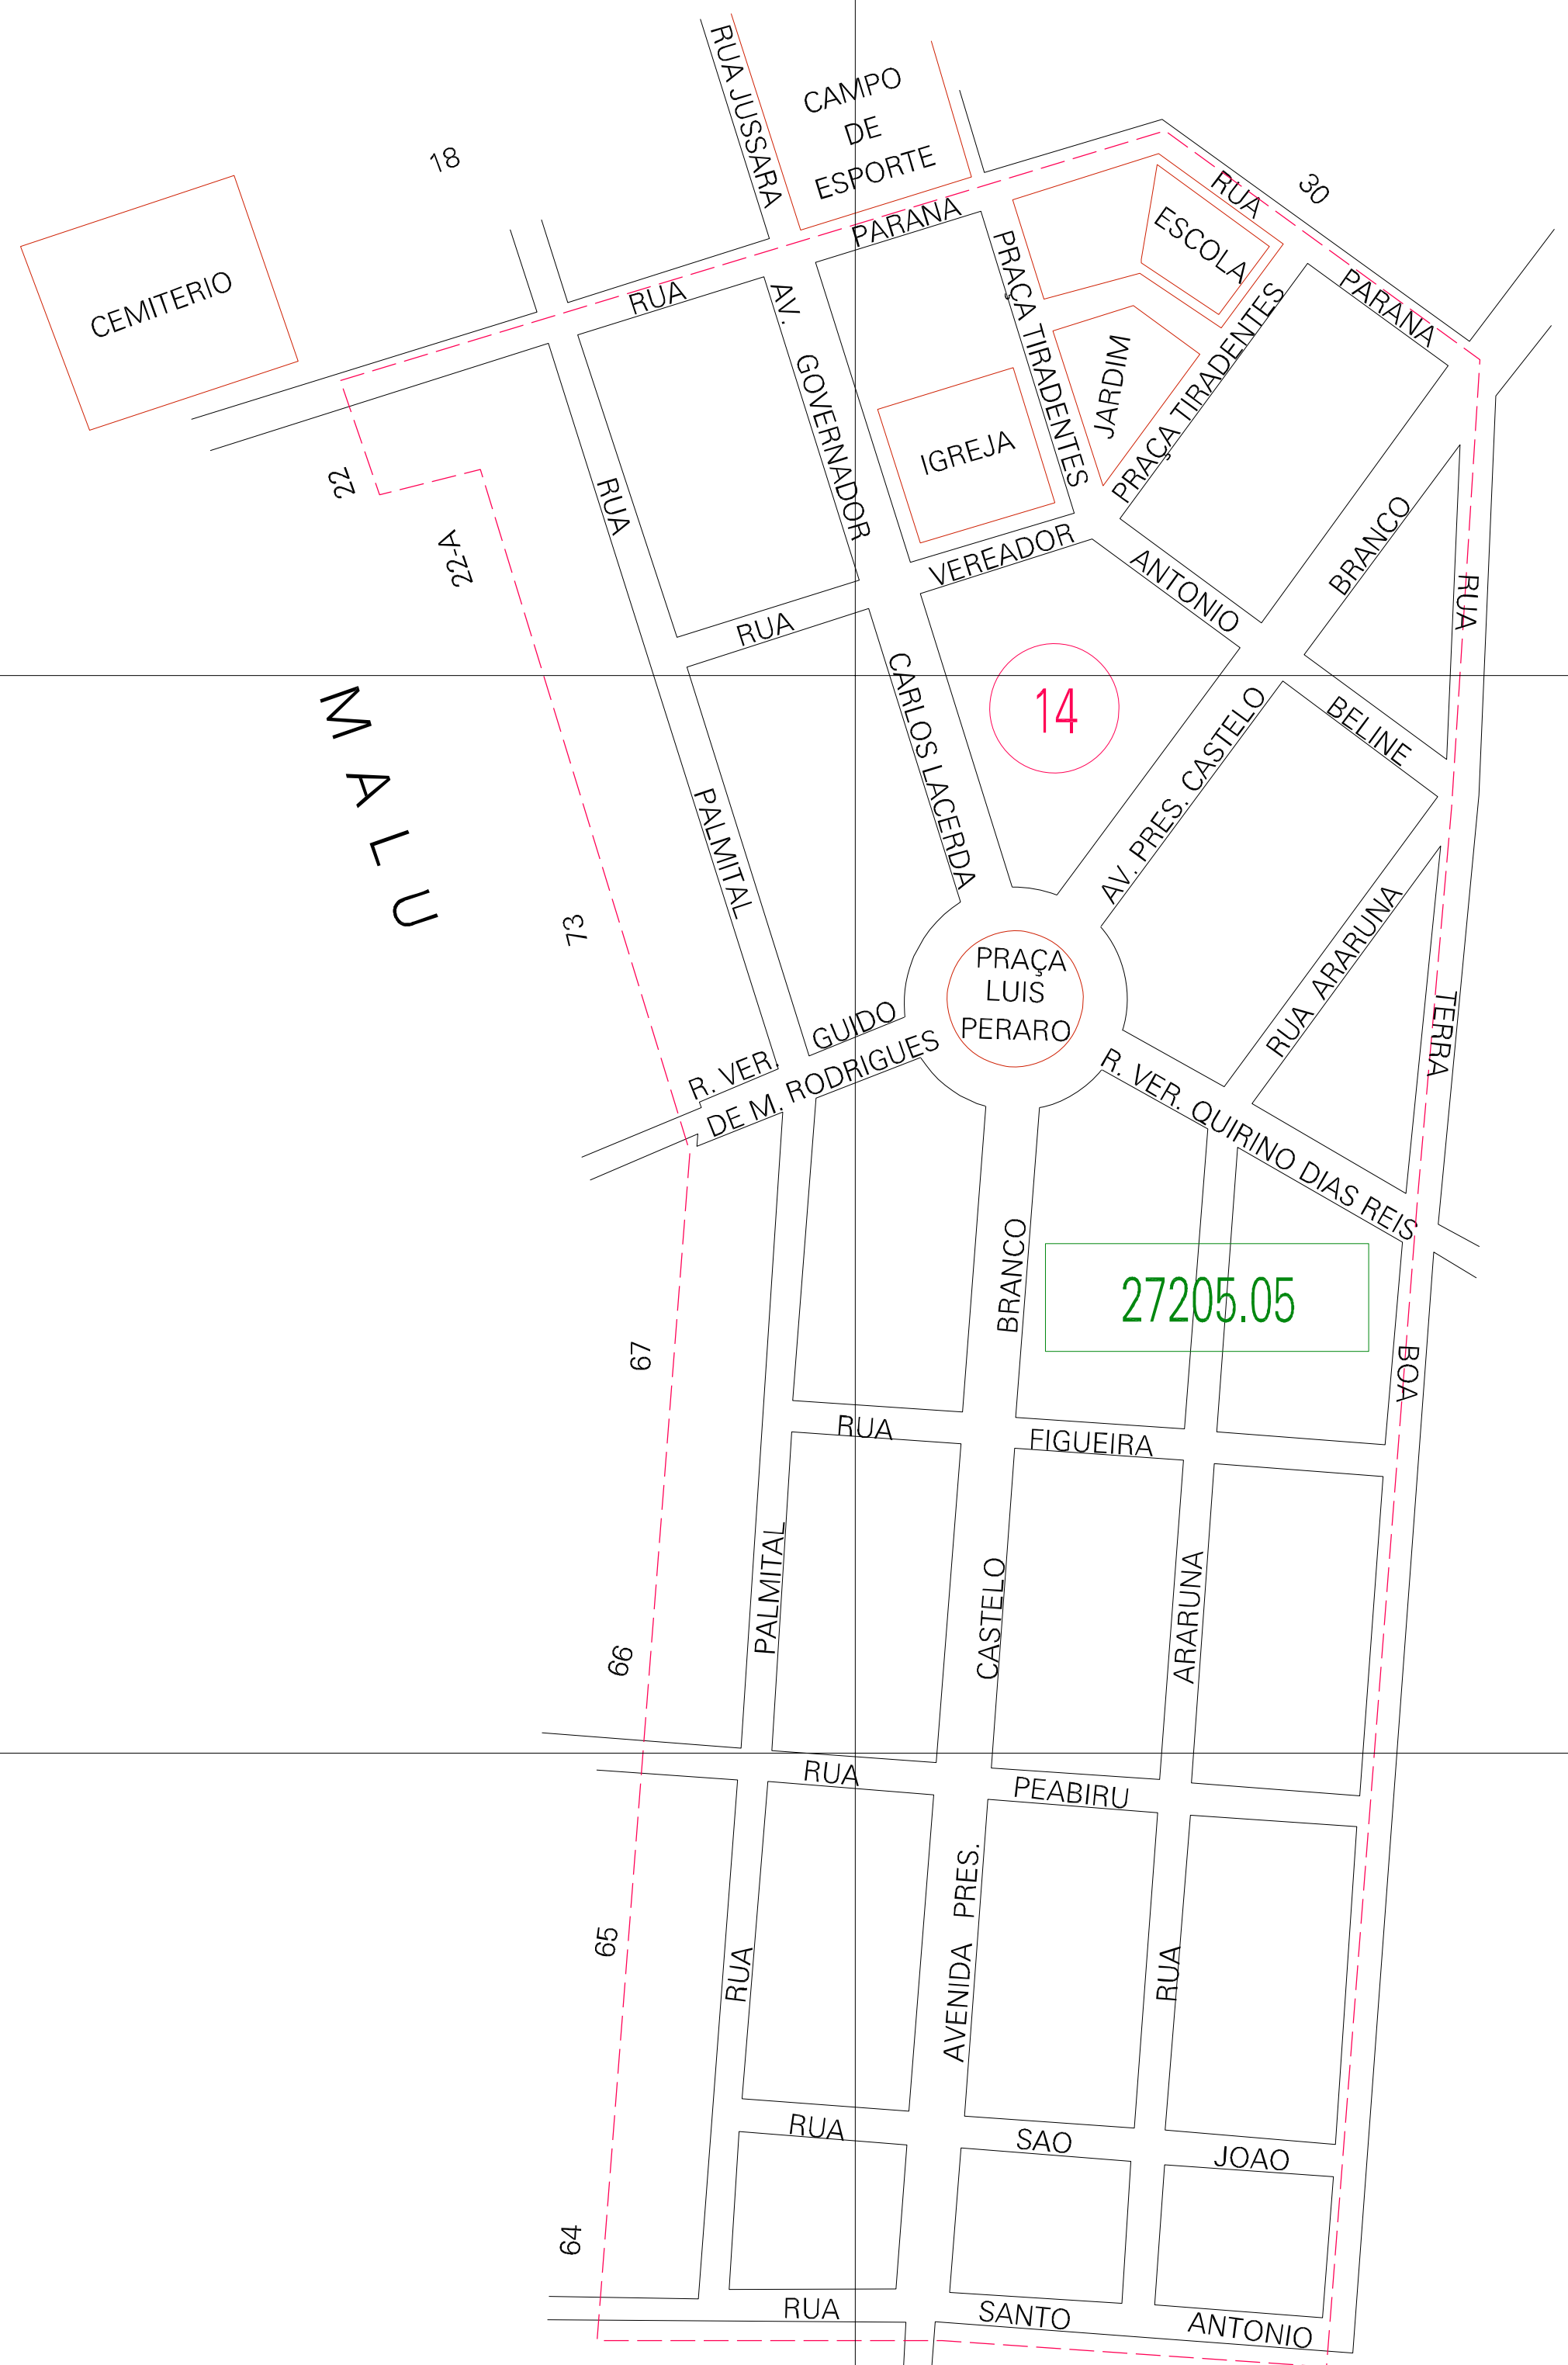 RUA JUSSARA
CAMPO
DE
ESPORTE
18
30
RUA
PARANA
ESCOLA
CEMITERIO
RUA
PARANA
PRAÇA TIRADENTES
PRAÇA TIRADENTES
JARDIM
AV.
GOVERNADOR
CARLOS LACERDA
IGREJA
22
22-A
RUA
PALMITAL
RUA
VEREADOR
ANTONIO
BELINE
BRANCO
RUA
14
MALU
AV. PRES. CASTELO
73
PRAÇA
LUIS
PERARO
RUA ARARUNA
TERRA
R. VER. GUIDO
DE M. RODRIGUES
R. VER. QUIRINO DIAS REIS
BRANCO
27205.05
67
BOA
RUA
FIGUEIRA
PALMITAL
CASTELO
ARARUNA
66
RUA
PEABIRU
AVENIDA PRES.
65
RUA
RUA
RUA
SAO
JOAO
64
RUA
SANTO
ANTONIO